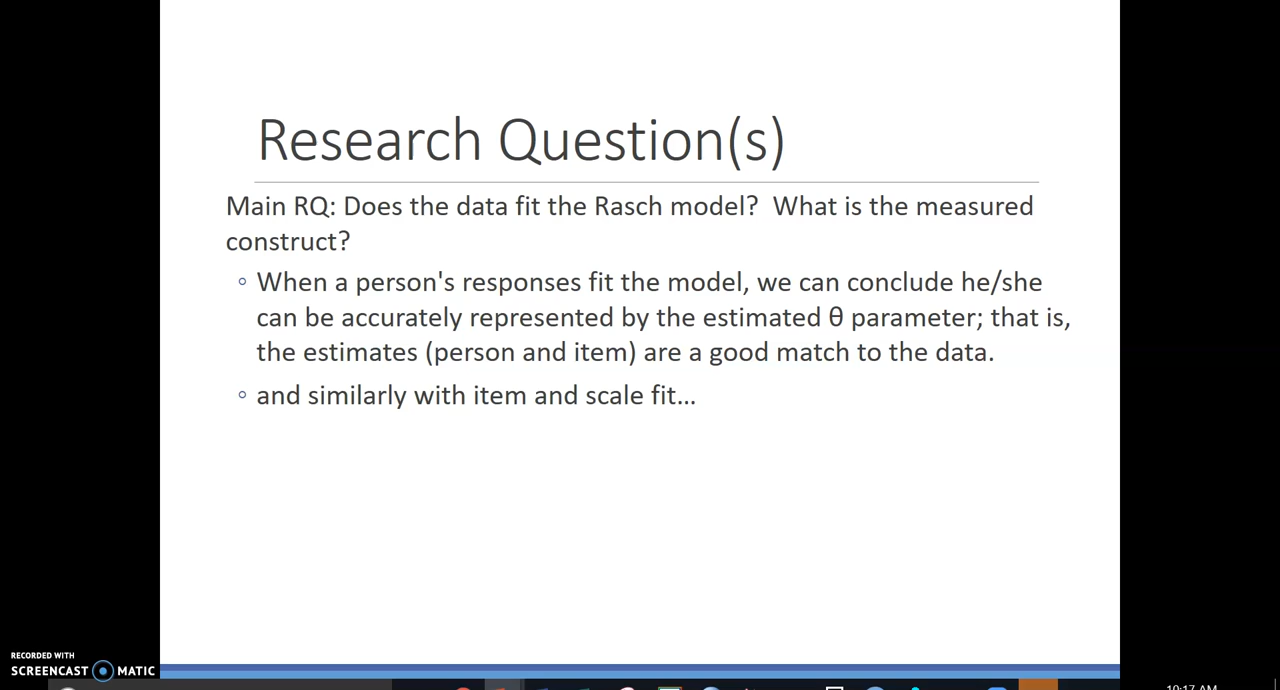 Research Question(s)
Main RQ: Does the data fit the Rasch model?  What is the measured
construct?
◦ When a person's responses fit the model, we can conclude he/she
can be accurately represented by the estimated θ parameter; that is,
the estimates (person and item) are a good match to the data.
◦ and similarly with item and scale fit…
RECORDED WITH
SCREENCAST MATIC
10:17 AM